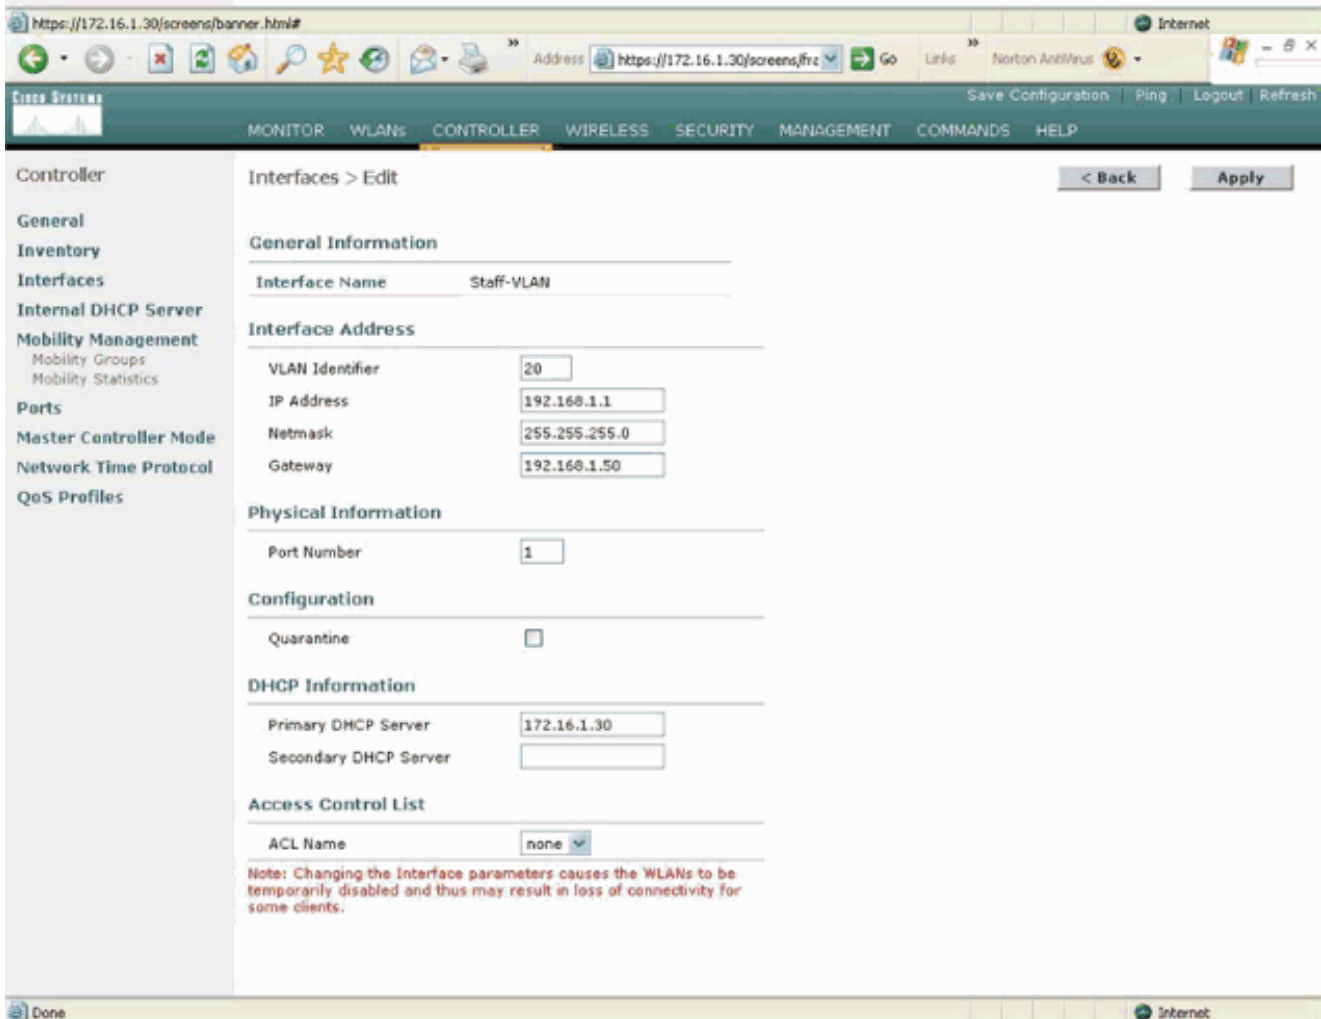 https://172.16.1.30/screens/banner.html#
Internet
Address https://172.16.1.30/screens/fra Go Links Norton AntiVirus
CISCO SYSTEMS
Save Configuration | Ping | Logout | Refresh
MONITOR WLANs CONTROLLER WIRELESS SECURITY MANAGEMENT COMMANDS HELP
Controller
General
Inventory
Interfaces
Internal DHCP Server
Mobility Management
Mobility Groups
Mobility Statistics
Ports
Master Controller Mode
Network Time Protocol
QoS Profiles
Interfaces > Edit
< Back
Apply
General Information
Interface Name Staff-VLAN
Interface Address
VLAN Identifier 20
IP Address 192.168.1.1
Netmask 255.255.255.0
Gateway 192.168.1.50
Physical Information
Port Number 1
Configuration
Quarantine
DHCP Information
Primary DHCP Server 172.16.1.30
Secondary DHCP Server
Access Control List
ACL Name none
Note: Changing the Interface parameters causes the WLANs to be
temporarily disabled and thus may result in loss of connectivity for
some clients.
Done
Internet